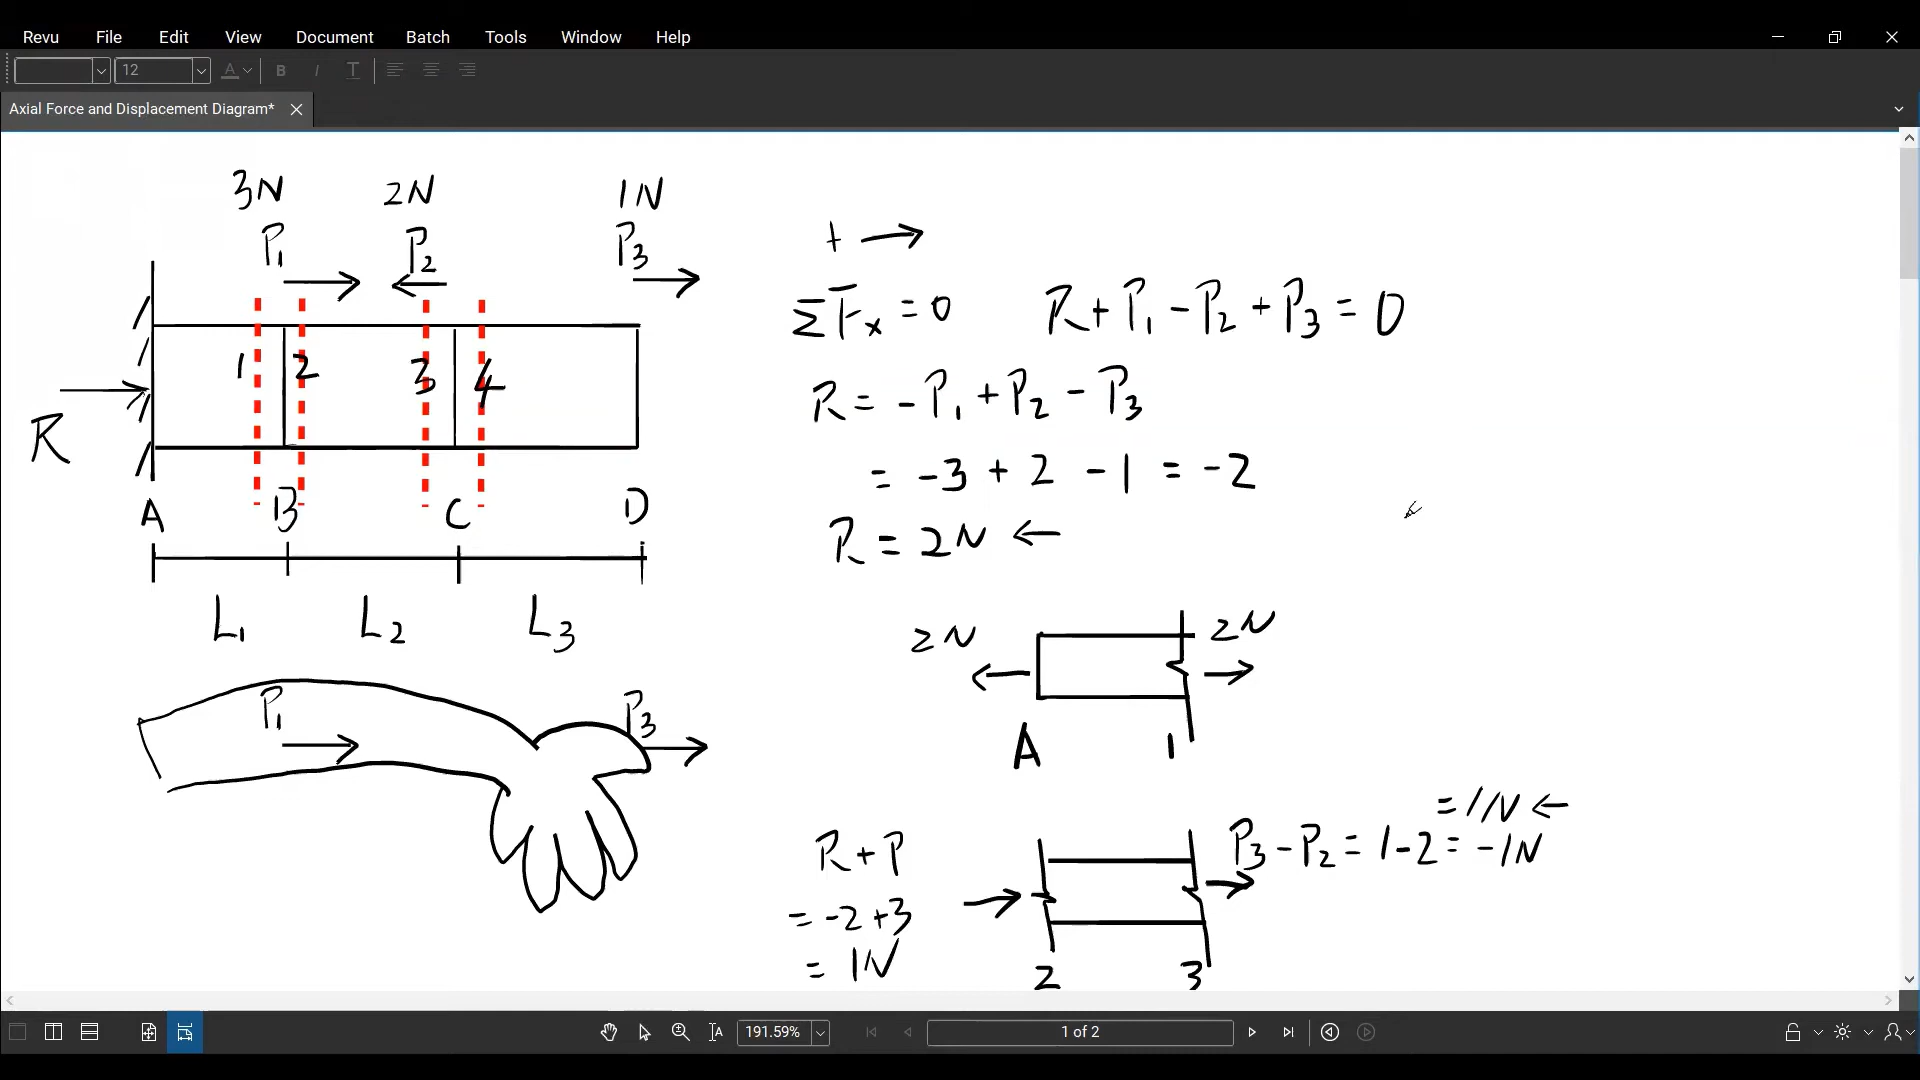 Revu File Edit View Document Batch Tools Window Help
12 A B I T
Axial Force and Displacement Diagram*
3N 2N 1N
P1 P2 P3
1 2 3 4
R
A B C D
L1 L2 L3
P1 P3
+ →
ΣFx = 0 R + P1 - P2 + P3 = 0
R = -P1 + P2 - P3
= -3 + 2 - 1 = -2
R = 2N ←
2N 2N
A 1
= 1N ←
R + P P3 - P2 = 1 - 2 = -1N
= -2 + 3
= 1N
2 3
191.59% 1 of 2